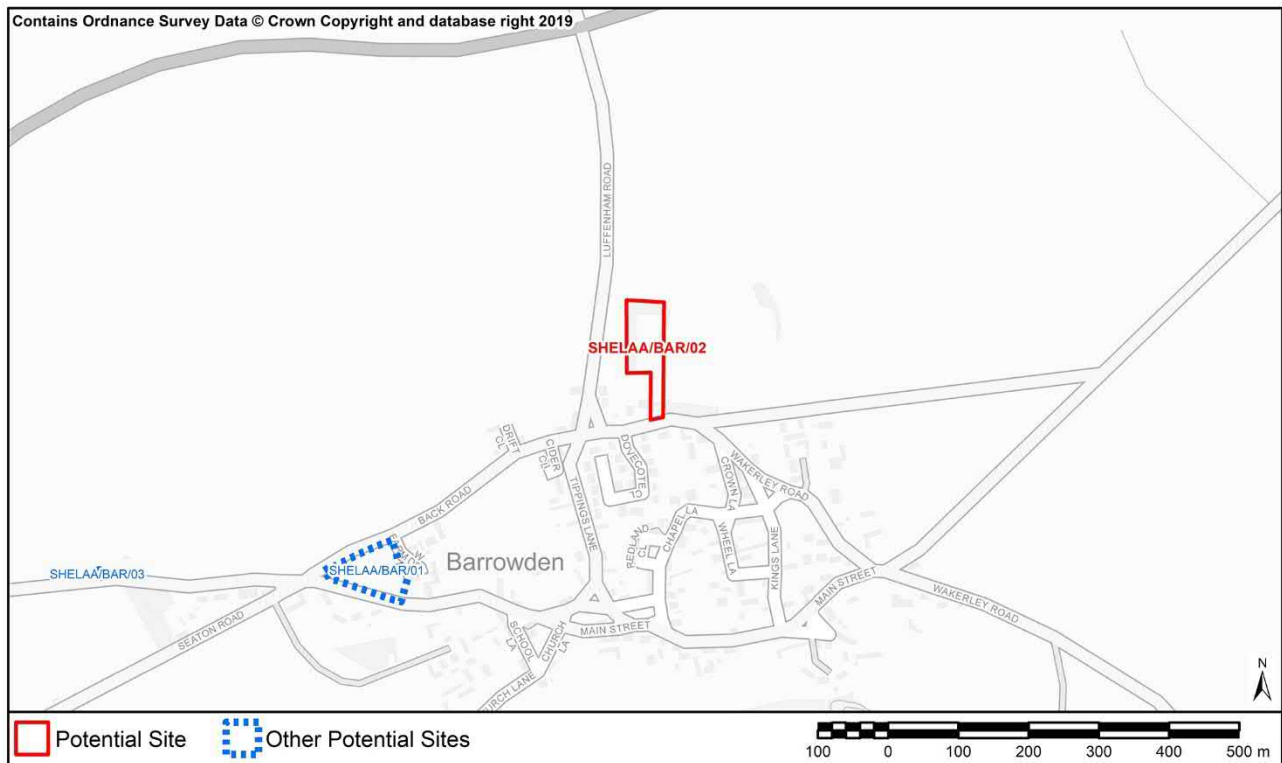 Contains Ordnance Survey Data © Crown Copyright and database right 2019
LUFFENHAM ROAD
SHELAA/BAR/02
DRIFT
CL
CIDER
CL
DOVECOTE
CL
TIPPINGS LANE
BACK ROAD
CROWN LA
WAKERLEY ROAD
WHEEL LA
CHAPEL LA
REDLAND
CL
KINGS LANE
Barrowden
SHELAA/BAR/01
SHELAA/BAR/03
SEATON ROAD
MAIN STREET
MAIN STREET
WAKERLEY ROAD
SCHOOL
LA
CHURCH
LA
URCH LANE
N
Potential Site
Other Potential Sites
100 0 100 200 300 400 500 m